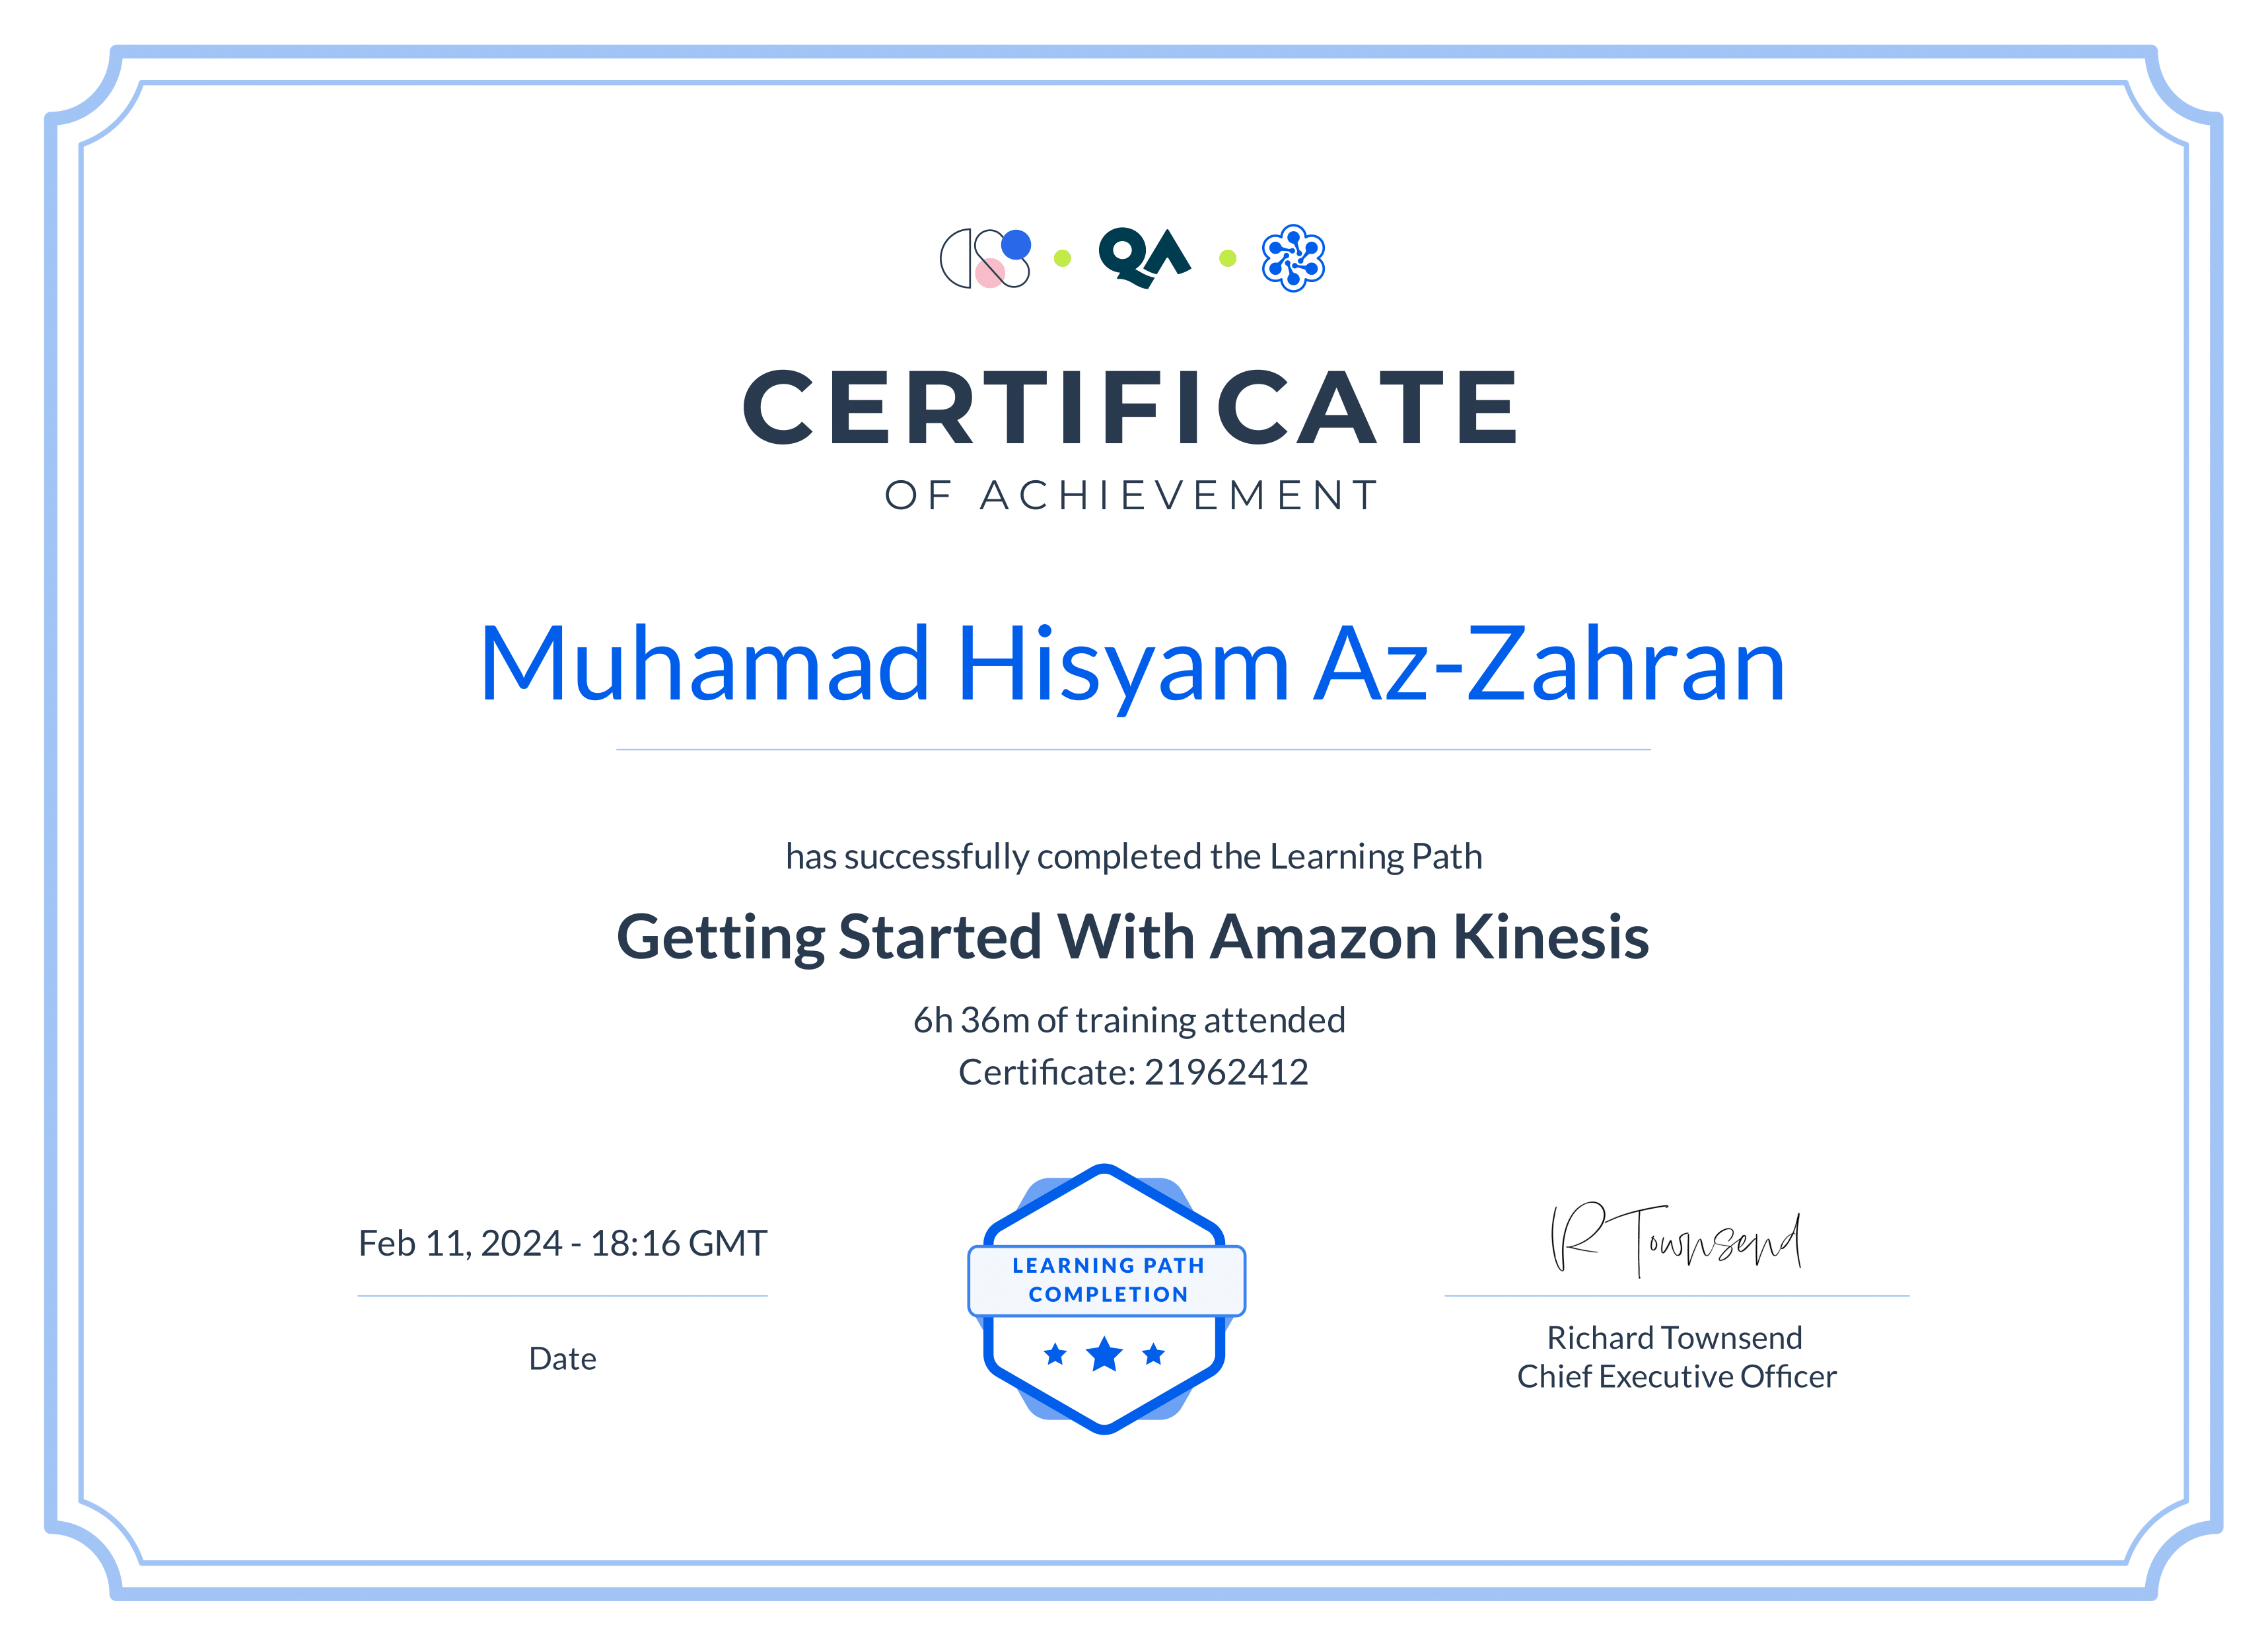 QA
CERTIFICATE
OF ACHIEVEMENT
Muhamad Hisyam Az-Zahran
has successfully completed the Learning Path
Getting Started With Amazon Kinesis
6h 36m of training attended
Certificate: 21962412
Feb 11, 2024 - 18:16 GMT
Date
LEARNING PATH
COMPLETION
R Townsend
Richard Townsend
Chief Executive Officer